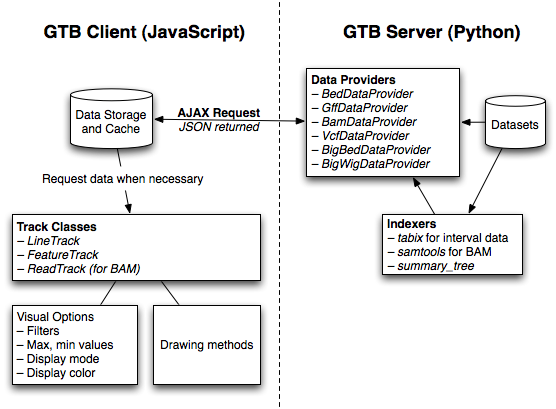 GTB Client (JavaScript)
GTB Server (Python)
Data Storage
and Cache
AJAX Request
JSON returned
Data Providers
– BedDataProvider
– GffDataProvider
– BamDataProvider
– VcfDataProvider
– BigBedDataProvider
– BigWigDataProvider
Datasets
Request data when necessary
Track Classes
– LineTrack
– FeatureTrack
– ReadTrack (for BAM)
Indexers
– tabix for interval data
– samtools for BAM
– summary_tree
Visual Options
– Filters
– Max, min values
– Display mode
– Display color
Drawing methods